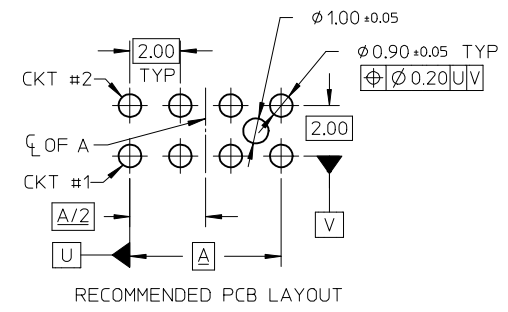 ⌀1.00 ±0.05
2.00
TYP
⌀0.90 ±0.05 TYP
⌖ ⌀0.20 U V
CKT #2
℄ OF A
2.00
CKT #1
A/2
V
U
A
RECOMMENDED PCB LAYOUT